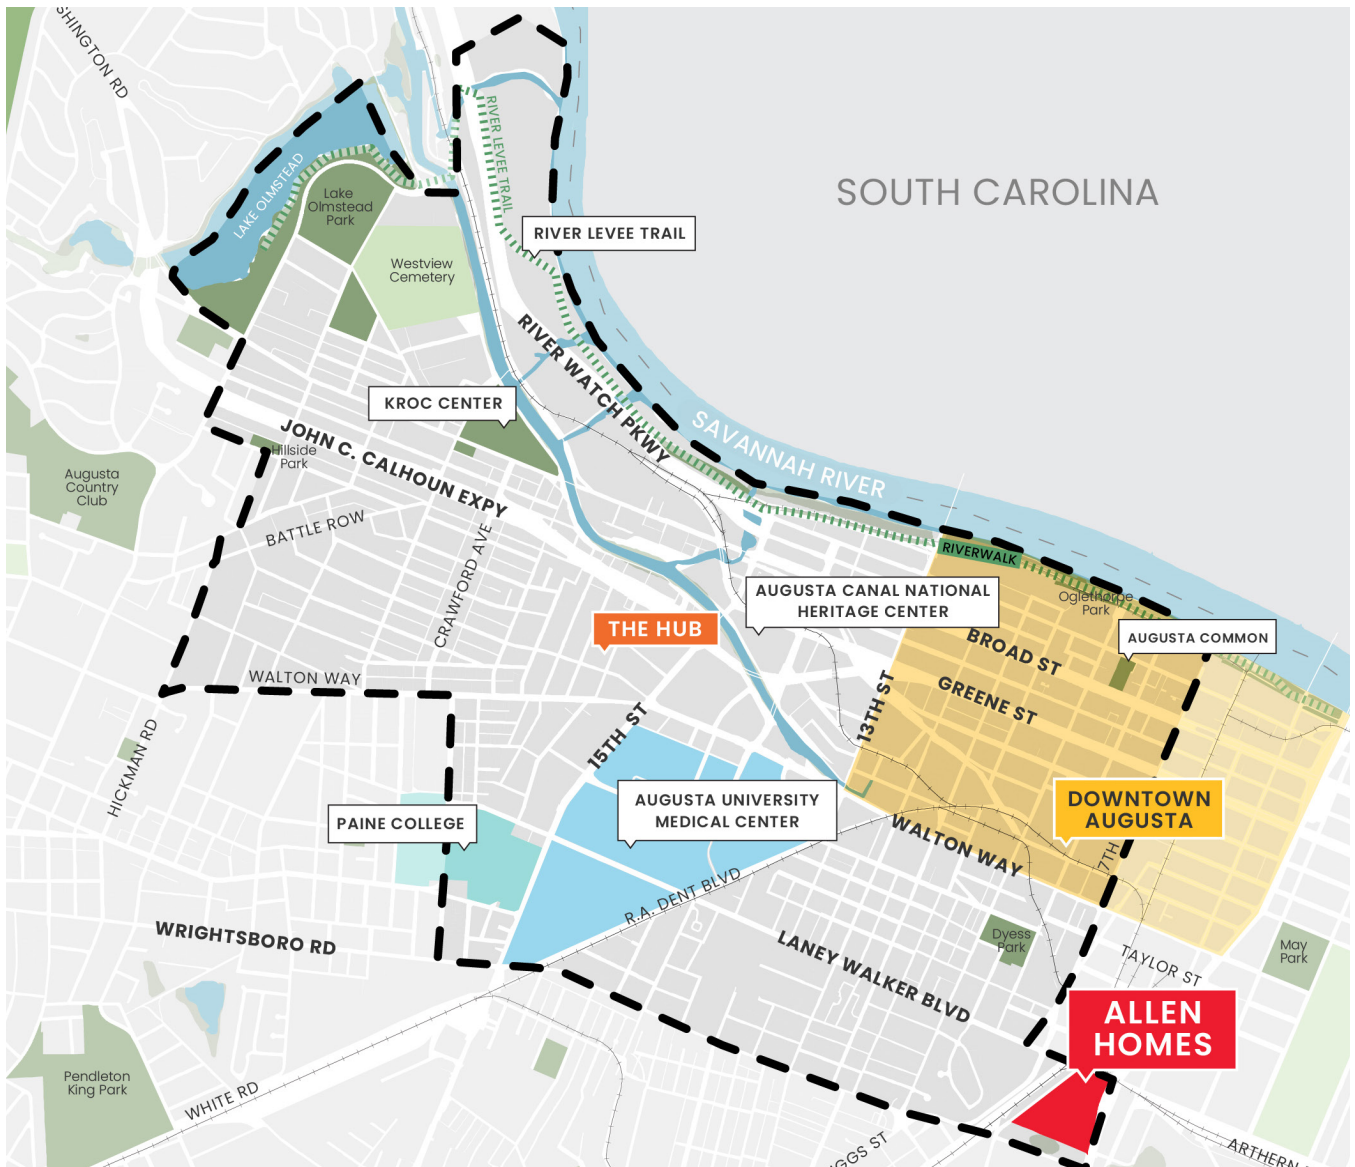 SHINGTON RD
SOUTH CAROLINA
LAKE OLMSTEAD
RIVER LEVEE TRAIL
Lake
Olmstead
Park
RIVER LEVEE TRAIL
Westview
Cemetery
RIVER WATCH PKWY
KROC CENTER
SAVANNAH RIVER
JOHN C. CALHOUN EXPY
Hillside
Park
Augusta
Country
Club
BATTLE ROW
CRAWFORD AVE
RIVERWALK
AUGUSTA CANAL NATIONAL
HERITAGE CENTER
Oglethorpe
Park
THE HUB
AUGUSTA COMMON
BROAD ST
GREENE ST
WALTON WAY
13TH ST
15TH ST
HICKMAN RD
DOWNTOWN
AUGUSTA
AUGUSTA UNIVERSITY
MEDICAL CENTER
PAINE COLLEGE
WALTON WAY
7TH
R.A. DENT BLVD
WRIGHTSBORO RD
LANEY WALKER BLVD
Dyess
Park
TAYLOR ST
May
Park
ALLEN
HOMES
Pendleton
King Park
WHITE RD
GGS ST
ARTHERN